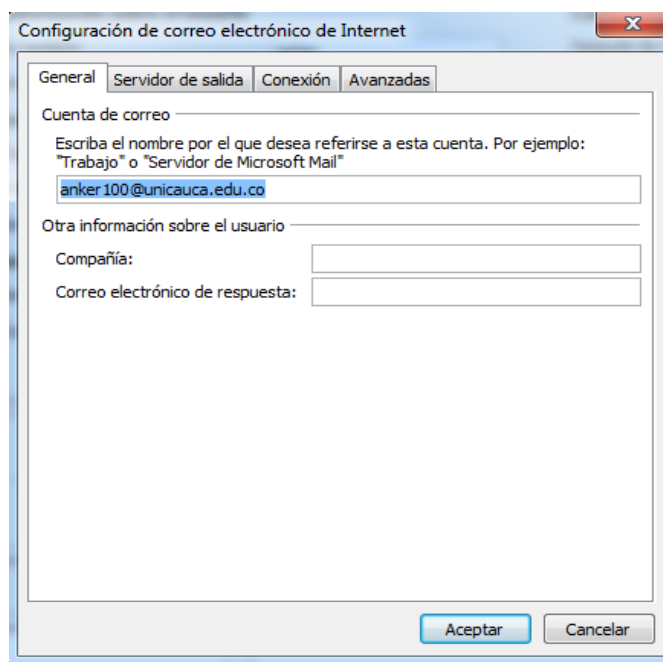 Configuración de correo electrónico de Internet
General
Servidor de salida
Conexión
Avanzadas
Cuenta de correo
Escriba el nombre por el que desea referirse a esta cuenta. Por ejemplo:
"Trabajo" o "Servidor de Microsoft Mail"
anker100@unicauca.edu.co
Otra información sobre el usuario
Compañía:
Correo electrónico de respuesta:
Aceptar
Cancelar